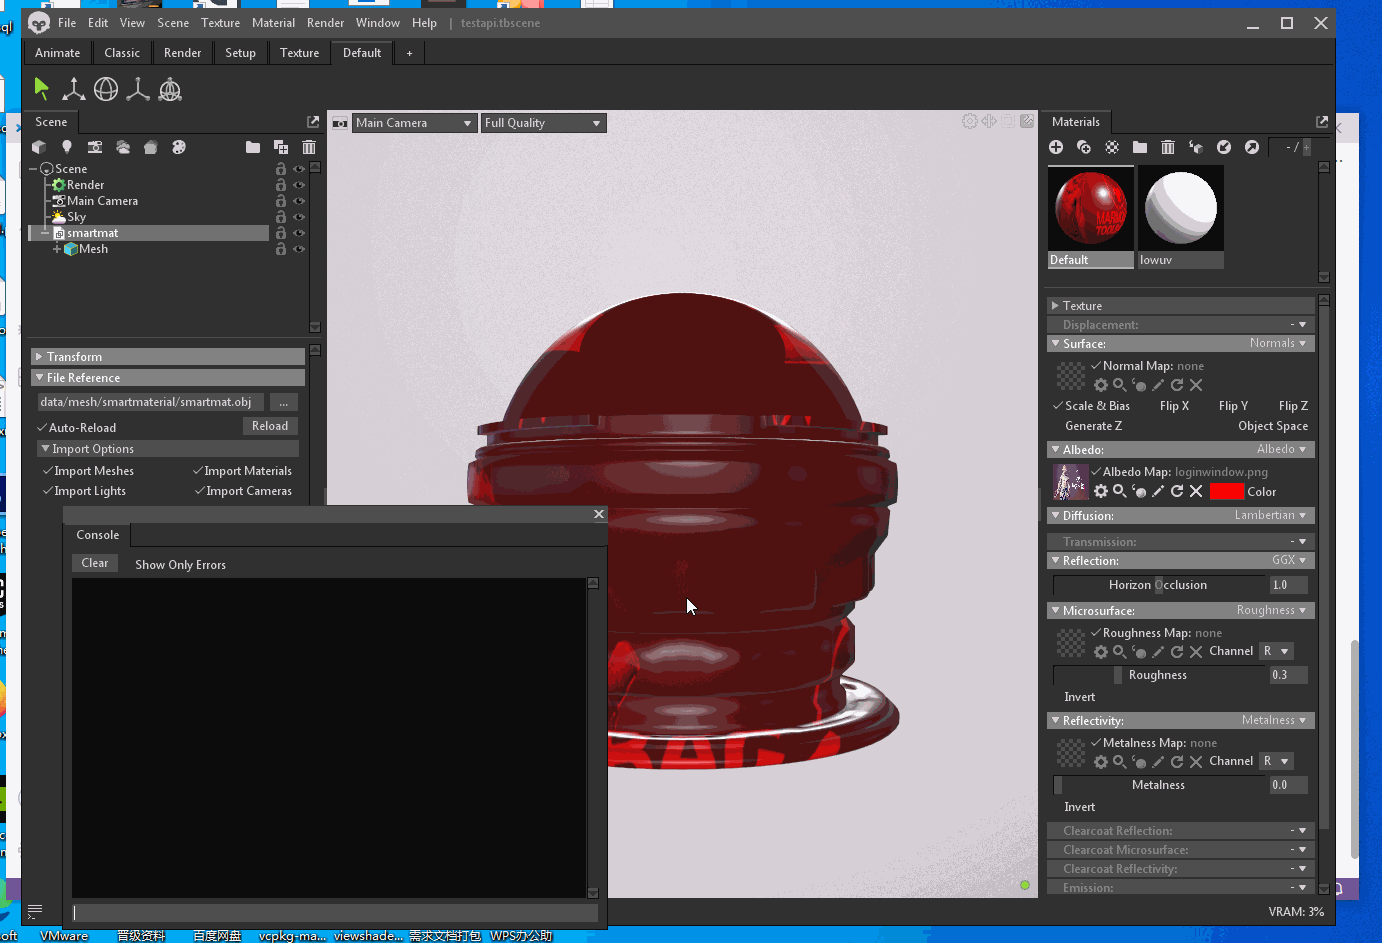 File Edit View Scene Texture Material Render Window Help | testapi.tbscene
Animate Classic Render Setup Texture Default +
Scene
Main Camera
Full Quality
Materials
- / +
Scene
Render
Main Camera
Sky
smartmat
Mesh
Default
lowuv
Transform
File Reference
data/mesh/smartmaterial/smartmat.obj
...
Auto-Reload
Reload
Import Options
Import Meshes
Import Materials
Import Lights
Import Cameras
Console
Clear
Show Only Errors
Texture
Displacement: -
Surface: Normals
Normal Map: none
Scale & Bias Flip X Flip Y Flip Z
Generate Z Object Space
Albedo: Albedo
Albedo Map: loginwindow.png
Color
Diffusion: Lambertian
Transmission: -
Reflection: GGX
Horizon Occlusion 1.0
Microsurface: Roughness
Roughness Map: none
Channel R
Roughness 0.3
Invert
Reflectivity: Metalness
Metalness Map: none
Channel R
Metalness 0.0
Invert
Clearcoat Reflection: -
Clearcoat Microsurface: -
Clearcoat Reflectivity: -
Emission: -
VRAM: 3%
VMware 晋级资料 百度网盘 vcpkg-ma... viewshade... 需求文档打包 WPS办公助